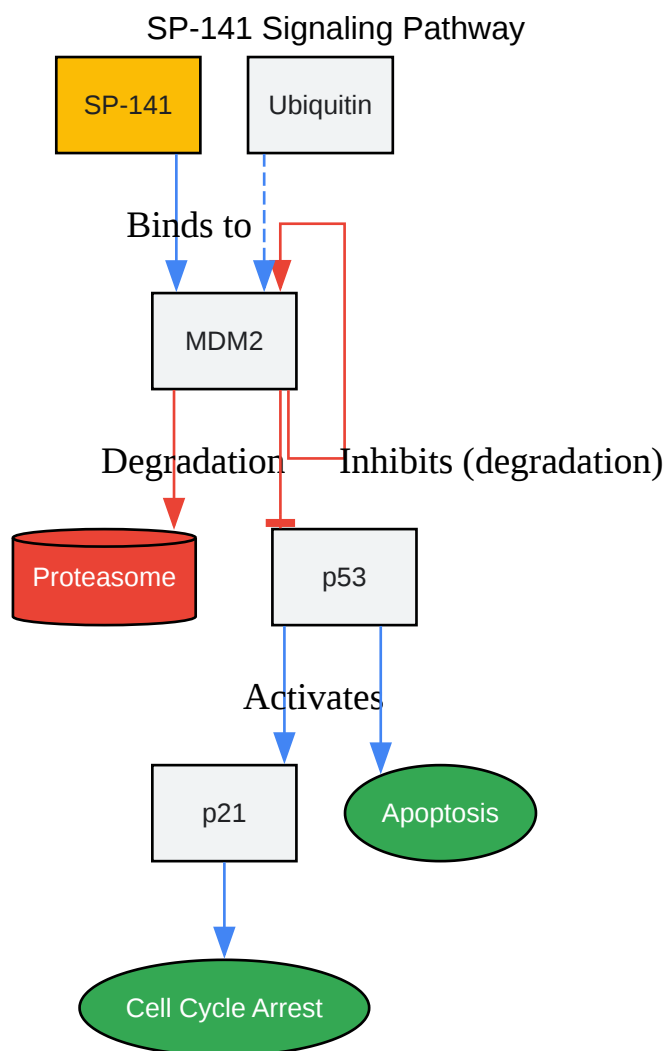 SP-141 Signaling Pathway
SP-141
Ubiquitin
Binds to
MDM2
Degradation
Inhibits (degradation)
Proteasome
p53
Activates
p21
Apoptosis
Cell Cycle Arrest